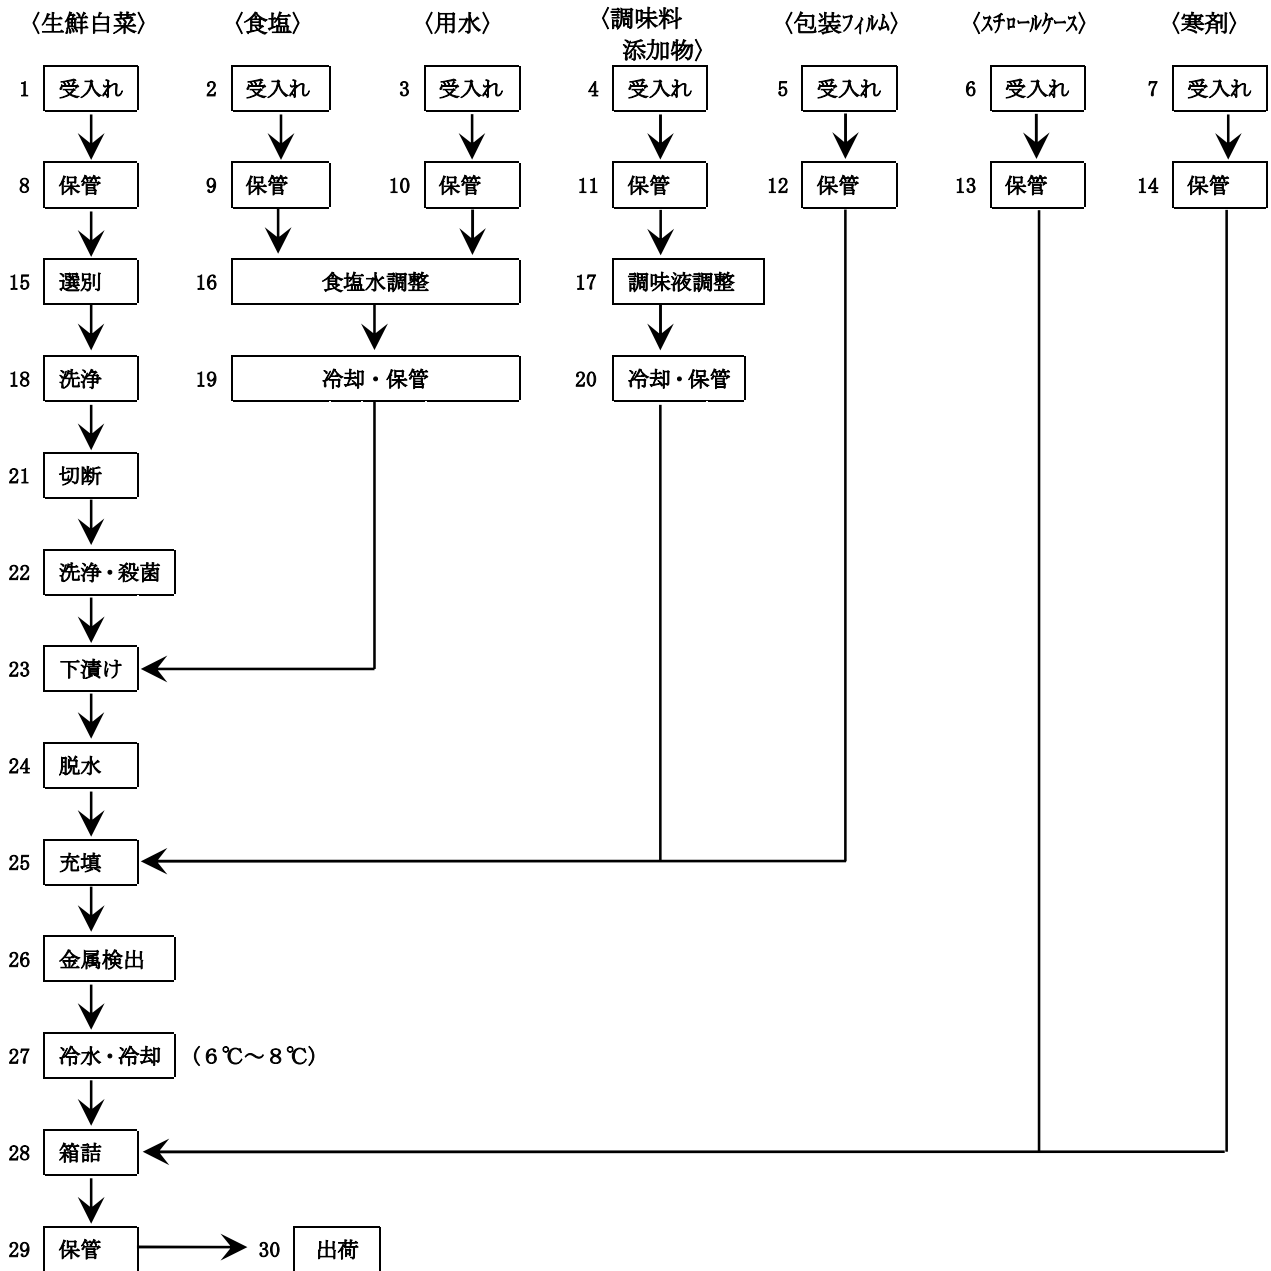 〈生鮮白菜〉 〈食塩〉 〈用水〉 〈調味料 〈包装フィルム〉 〈スチロールケース〉 〈寒剤〉
添加物〉
1 受入れ 2 受入れ 3 受入れ 4 受入れ 5 受入れ 6 受入れ 7 受入れ
8 保管 9 保管 10 保管 11 保管 12 保管 13 保管 14 保管
15 選別 16 食塩水調整 17 調味液調整
18 洗浄 19 冷却・保管 20 冷却・保管
21 切断
22 洗浄・殺菌
23 下漬け
24 脱水
25 充填
26 金属検出
27 冷水・冷却 (6℃～8℃)
28 箱詰
29 保管 30 出荷